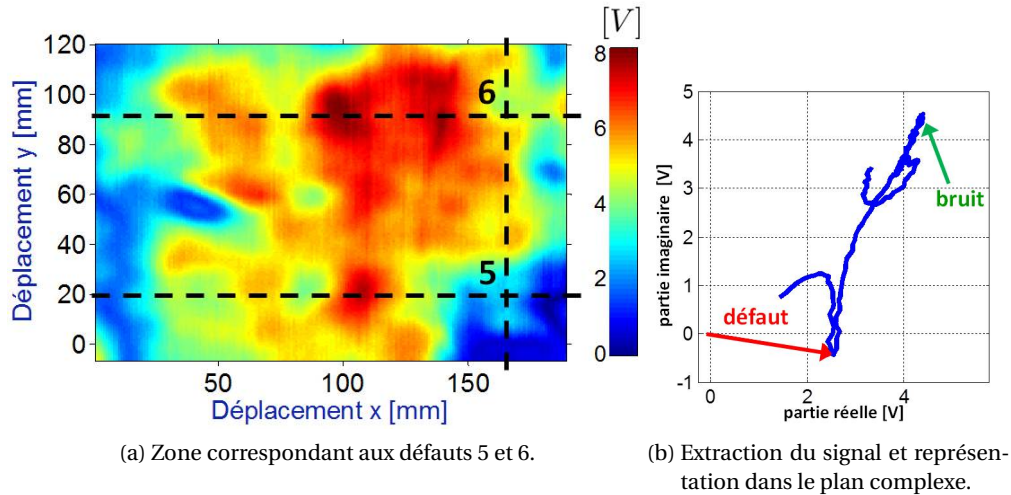 [V]
120
100
80
60
40
20
0
50
100
150
Déplacement y [mm]
Déplacement x [mm]
6
5
8
6
4
2
0
(a) Zone correspondant aux défauts 5 et 6.
5
4
3
2
1
0
-1
0
2
4
partie imaginaire [V]
partie réelle [V]
bruit
défaut
(b) Extraction du signal et représen-
tation dans le plan complexe.